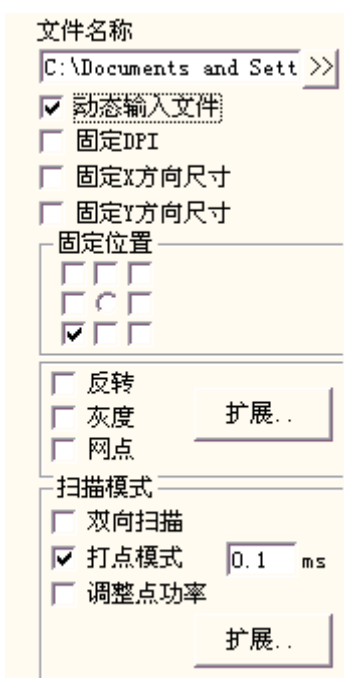 文件名称
C:\Documents and Sett >>
动态输入文件
固定DPI
固定X方向尺寸
固定Y方向尺寸
固定位置
反转
灰度
扩展..
网点
扫描模式
双向扫描
打点模式 0.1 ms
调整点功率
扩展..